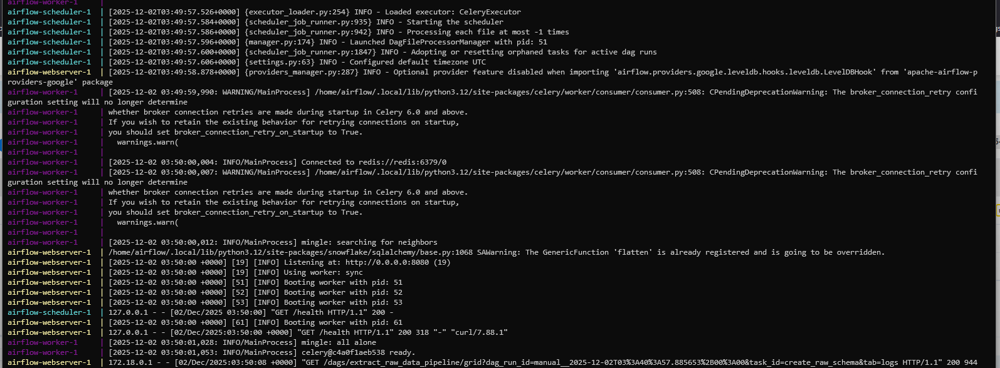 airflow-worker-1      |
airflow-scheduler-1  | [2025-12-02T03:49:57.526+0000] {executor_loader.py:254} INFO - Loaded executor: CeleryExecutor
airflow-scheduler-1  | [2025-12-02T03:49:57.584+0000] {scheduler_job_runner.py:935} INFO - Starting the scheduler
airflow-scheduler-1  | [2025-12-02T03:49:57.586+0000] {scheduler_job_runner.py:942} INFO - Processing each file at most -1 times
airflow-scheduler-1  | [2025-12-02T03:49:57.596+0000] {manager.py:174} INFO - Launched DagFileProcessorManager with pid: 51
airflow-scheduler-1  | [2025-12-02T03:49:57.600+0000] {scheduler_job_runner.py:1847} INFO - Adopting or resetting orphaned tasks for active dag runs
airflow-scheduler-1  | [2025-12-02T03:49:57.606+0000] {settings.py:63} INFO - Configured default timezone UTC
airflow-webserver-1  | [2025-12-02T03:49:58.878+0000] {providers_manager.py:287} INFO - Optional provider feature disabled when importing 'airflow.providers.google.leveldb.hooks.leveldb.LevelDBHook' from 'apache-airflow-p
roviders-google' package
airflow-worker-1     | [2025-12-02 03:49:59,990: WARNING/MainProcess] /home/airflow/.local/lib/python3.12/site-packages/celery/worker/consumer/consumer.py:508: CPendingDeprecationWarning: The broker_connection_retry confi
guration setting will no longer determine
airflow-worker-1     | whether broker connection retries are made during startup in Celery 6.0 and above.
airflow-worker-1     | If you wish to retain the existing behavior for retrying connections on startup,
airflow-worker-1     | you should set broker_connection_retry_on_startup to True.
airflow-worker-1     |   warnings.warn(
airflow-worker-1     |
airflow-worker-1     | [2025-12-02 03:50:00,004: INFO/MainProcess] Connected to redis://redis:6379/0
airflow-worker-1     | [2025-12-02 03:50:00,007: WARNING/MainProcess] /home/airflow/.local/lib/python3.12/site-packages/celery/worker/consumer/consumer.py:508: CPendingDeprecationWarning: The broker_connection_retry confi
guration setting will no longer determine
airflow-worker-1     | whether broker connection retries are made during startup in Celery 6.0 and above.
airflow-worker-1     | If you wish to retain the existing behavior for retrying connections on startup,
airflow-worker-1     | you should set broker_connection_retry_on_startup to True.
airflow-worker-1     |   warnings.warn(
airflow-worker-1     |
airflow-worker-1     | [2025-12-02 03:50:00,012: INFO/MainProcess] mingle: searching for neighbors
airflow-webserver-1  | /home/airflow/.local/lib/python3.12/site-packages/snowflake/sqlalchemy/base.py:1068 SAWarning: The GenericFunction 'flatten' is already registered and is going to be overridden.
airflow-webserver-1  | [2025-12-02 03:50:00 +0000] [19] [INFO] Listening at: http://0.0.0.0:8080 (19)
airflow-webserver-1  | [2025-12-02 03:50:00 +0000] [19] [INFO] Using worker: sync
airflow-webserver-1  | [2025-12-02 03:50:00 +0000] [51] [INFO] Booting worker with pid: 51
airflow-webserver-1  | [2025-12-02 03:50:00 +0000] [52] [INFO] Booting worker with pid: 52
airflow-webserver-1  | [2025-12-02 03:50:00 +0000] [53] [INFO] Booting worker with pid: 53
airflow-scheduler-1  | 127.0.0.1 - - [02/Dec/2025 03:50:00] "GET /health HTTP/1.1" 200 -
airflow-webserver-1  | [2025-12-02 03:50:00 +0000] [61] [INFO] Booting worker with pid: 61
airflow-webserver-1  | 127.0.0.1 - - [02/Dec/2025:03:50:00 +0000] "GET /health HTTP/1.1" 200 318 "-" "curl/7.88.1"
airflow-worker-1     | [2025-12-02 03:50:01,028: INFO/MainProcess] mingle: all alone
airflow-worker-1     | [2025-12-02 03:50:01,053: INFO/MainProcess] celery@c4a0f1aeb538 ready.
airflow-webserver-1  | 172.18.0.1 - - [02/Dec/2025:03:50:08 +0000] "GET /dags/extract_raw_data_pipeline/grid?dag_run_id=manual__2025-12-02T03%3A40%3A57.885653%2B00%3A00&task_id=create_raw_schema&tab=logs HTTP/1.1" 200 944